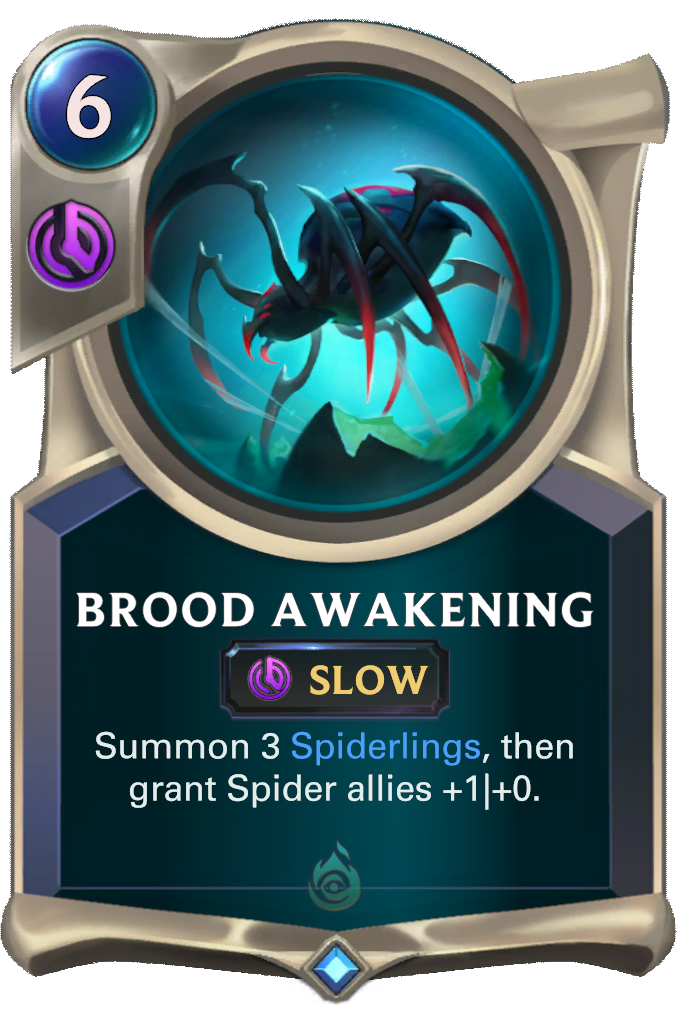 6
BROOD AWAKENING
SLOW
Summon 3 Spiderlings, then
grant Spider allies +1|+0.